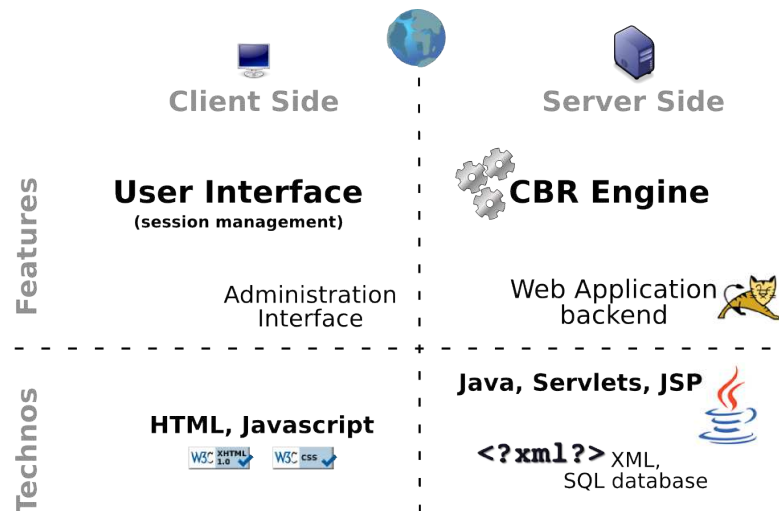 Client Side
Server Side
Features
User Interface
(session management)
CBR Engine
Administration
Interface
Web Application
backend
Technos
HTML, Javascript
W3C XHTML 1.0
W3C css
Java, Servlets, JSP
<?xml?> XML,
SQL database